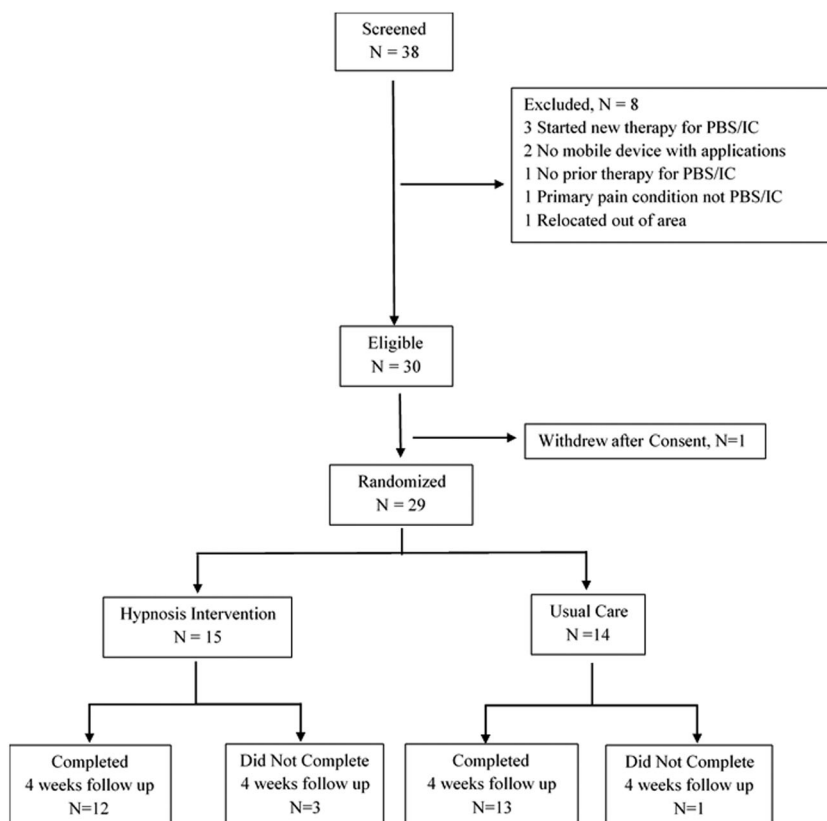 Screened
N = 38
Excluded, N = 8
3 Started new therapy for PBS/IC
2 No mobile device with applications
1 No prior therapy for PBS/IC
1 Primary pain condition not PBS/IC
1 Relocated out of area
Eligible
N = 30
Withdrew after Consent, N=1
Randomized
N = 29
Hypnosis Intervention
N = 15
Usual Care
N =14
Completed
4 weeks follow up
N=12
Did Not Complete
4 weeks follow up
N=3
Completed
4 weeks follow up
N=13
Did Not Complete
4 weeks follow up
N=1